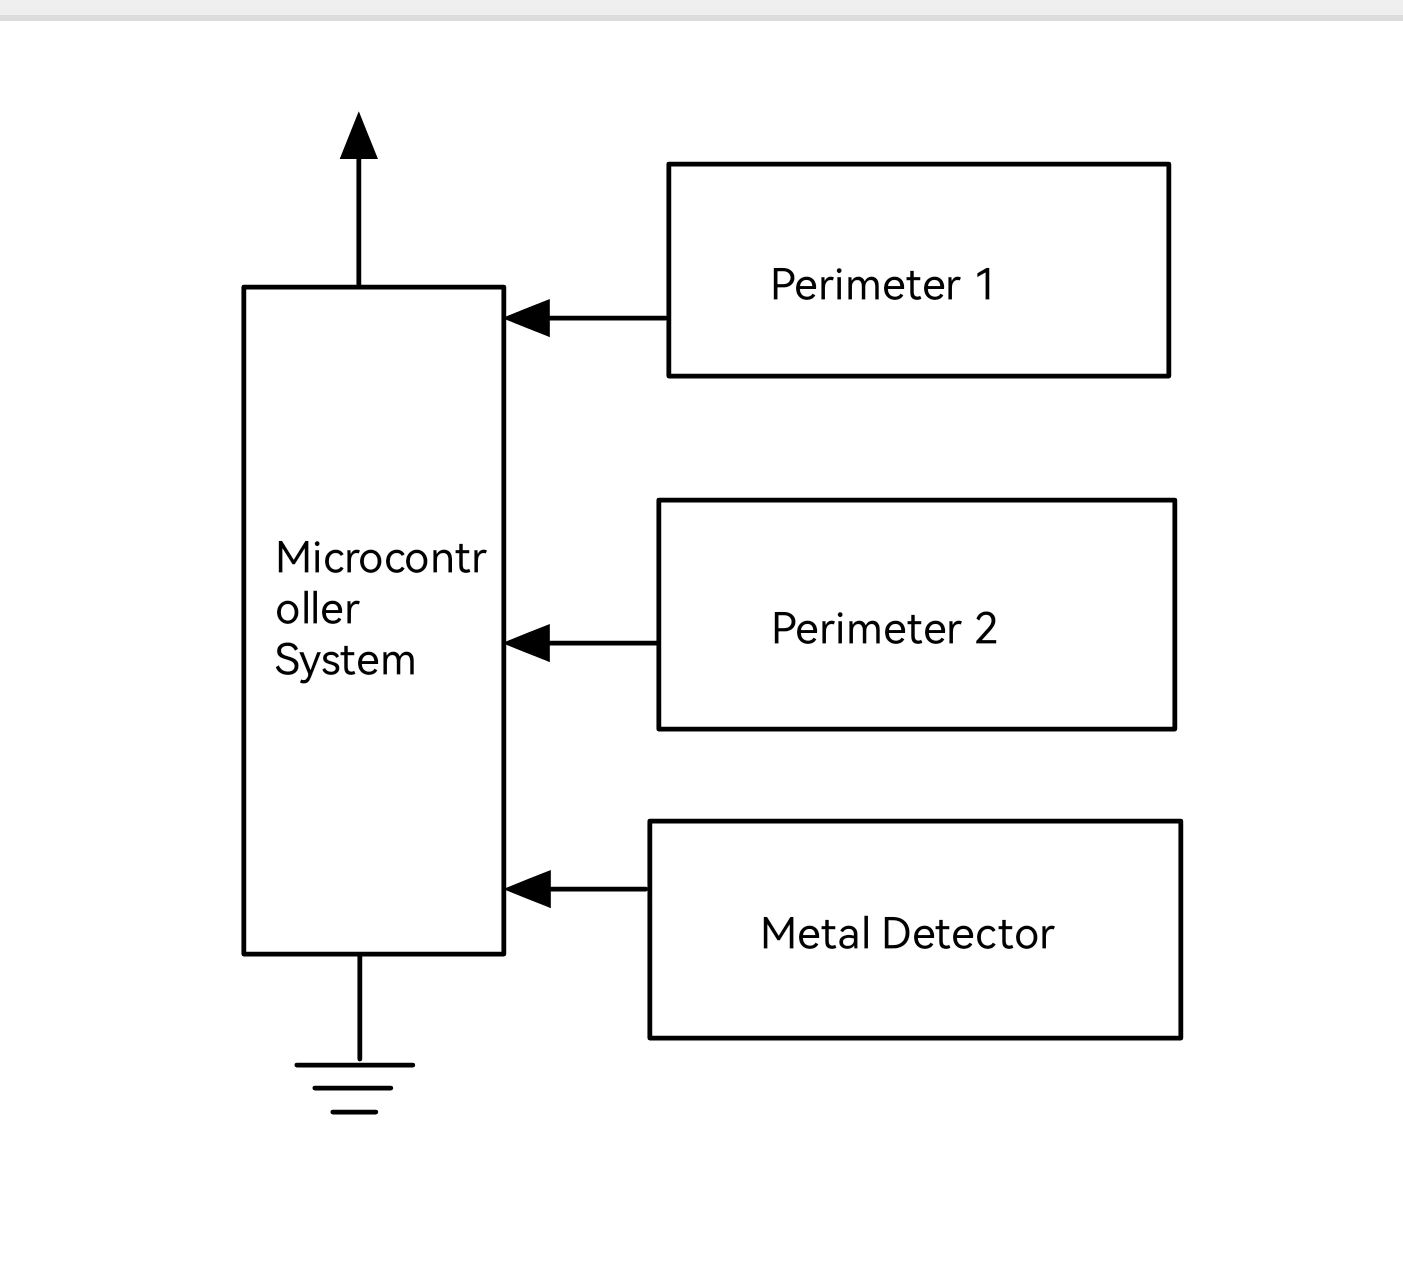 Perimeter 1
Microcontr
oller
System
Perimeter 2
Metal Detector